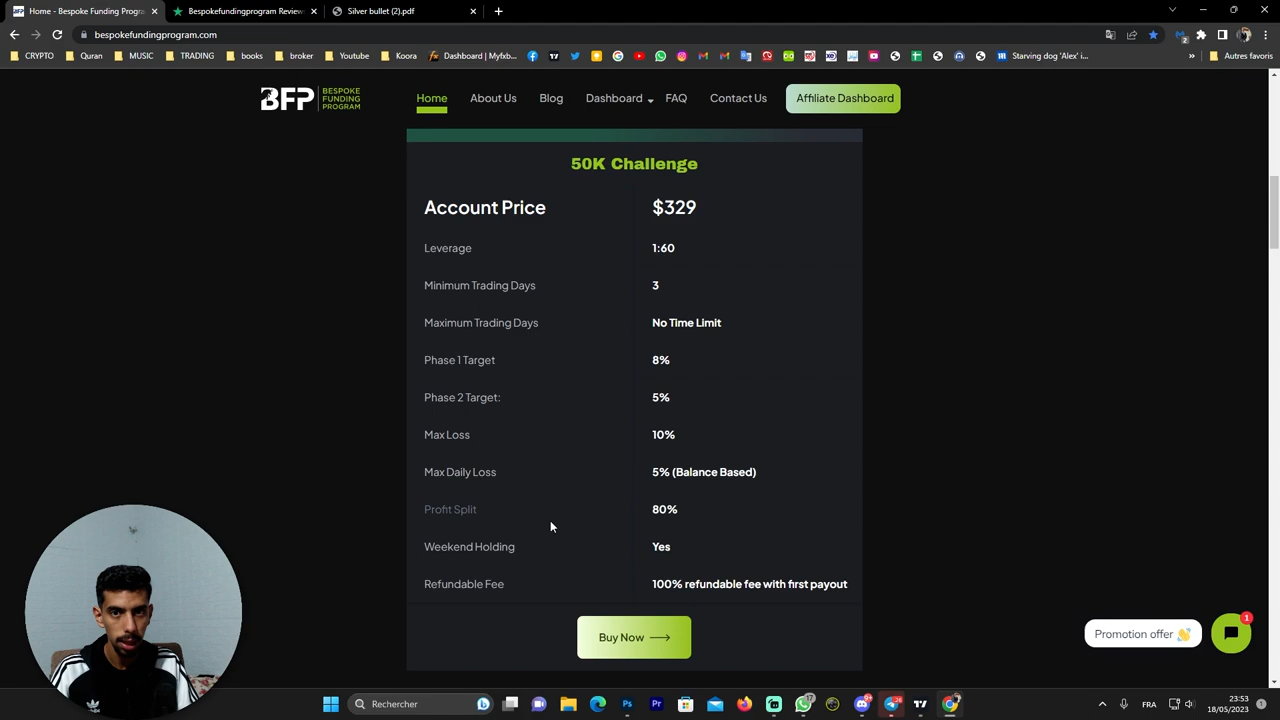 Home - Bespoke Funding Progra
Bespokefundingprogram Reviews
Silver bullet (2).pdf
bespokefundingprogram.com
CRYPTO
Quran
MUSIC
TRADING
books
broker
Youtube
Koora
Dashboard | Myfxb...
Starving dog 'Alex' i...
»
Autres favoris
BFP
BESPOKE
FUNDING
PROGRAM
Home
About Us
Blog
Dashboard
FAQ
Contact Us
Affiliate Dashboard
50K Challenge
Account Price $329
Leverage 1:60
Minimum Trading Days 3
Maximum Trading Days No Time Limit
Phase 1 Target 8%
Phase 2 Target: 5%
Max Loss 10%
Max Daily Loss 5% (Balance Based)
Profit Split 80%
Weekend Holding Yes
Refundable Fee 100% refundable fee with first payout
Buy Now
Promotion offer 👋
1
Rechercher
FRA
23:53
18/05/2023